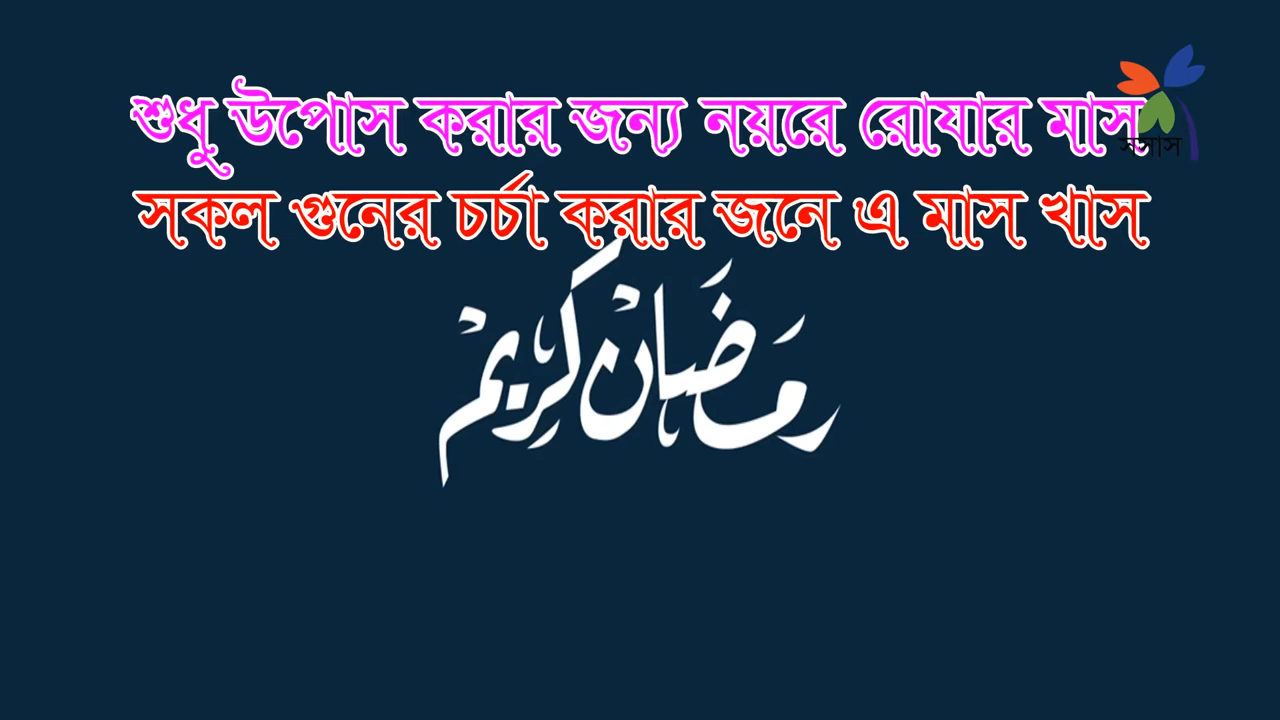 শুধু উপোস করার জন্য নয়রে রোযার মাস
সকল গুনের চর্চা করার জনে এ মাস খাস
رمضان كريم